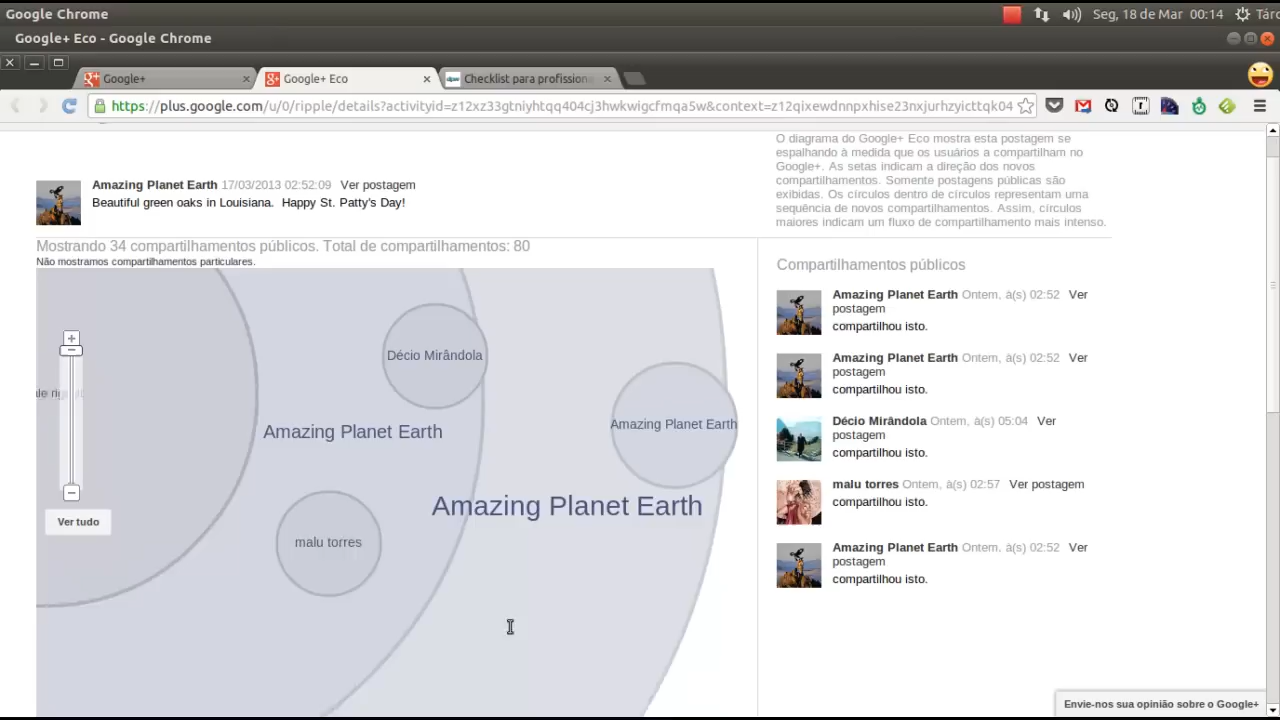 Google Chrome
Seg, 18 de Mar 00:14
Google+ Eco - Google Chrome
Google+
Google+ Eco
Checklist para profissiona
https://plus.google.com/u/0/ripple/details?activityid=z12xz33gtniyhtqq404cj3hwkwigcfmqa5w&context=z12qixewdnnpxhise23nxjurhzyicttqk04
O diagrama do Google+ Eco mostra esta postagem se
espalhando à medida que os usuários a compartilham no
Google+. As setas indicam a direção dos novos
compartilhamentos. Somente postagens públicas são
exibidas. Os círculos dentro de círculos representam uma
sequência de novos compartilhamentos. Assim, círculos
maiores indicam um fluxo de compartilhamento mais intenso.
Amazing Planet Earth 17/03/2013 02:52:09 Ver postagem
Beautiful green oaks in Louisiana. Happy St. Patty's Day!
Mostrando 34 compartilhamentos públicos. Total de compartilhamentos: 80
Não mostramos compartilhamentos particulares.
Décio Mirândola
Amazing Planet Earth
Amazing Planet Earth
Amazing Planet Earth
malu torres
Ver tudo
Compartilhamentos públicos
Amazing Planet Earth Ontem, à(s) 02:52 Ver
postagem
compartilhou isto.
Amazing Planet Earth Ontem, à(s) 02:52 Ver
postagem
compartilhou isto.
Décio Mirândola Ontem, à(s) 05:04 Ver
postagem
compartilhou isto.
malu torres Ontem, à(s) 02:57 Ver postagem
compartilhou isto.
Amazing Planet Earth Ontem, à(s) 02:52 Ver
postagem
compartilhou isto.
Envie-nos sua opinião sobre o Google+